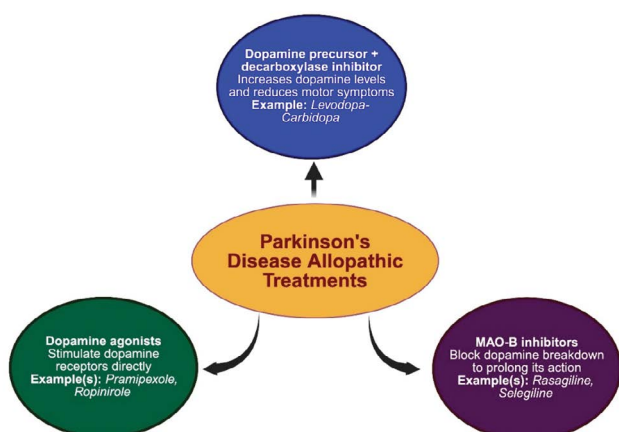 Dopamine precursor +
decarboxylase inhibitor
Increases dopamine levels
and reduces motor symptoms
Example: Levodopa-
Carbidopa
Parkinson's
Disease Allopathic
Treatments
Dopamine agonists
Stimulate dopamine
receptors directly
Example(s): Pramipexole,
Ropinirole
MAO-B inhibitors
Block dopamine breakdown
to prolong its action
Example(s): Rasagiline,
Selegiline